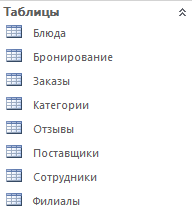 Таблицы
Блюда
Бронирование
Заказы
Категории
Отзывы
Поставщики
Сотрудники
Филиалы